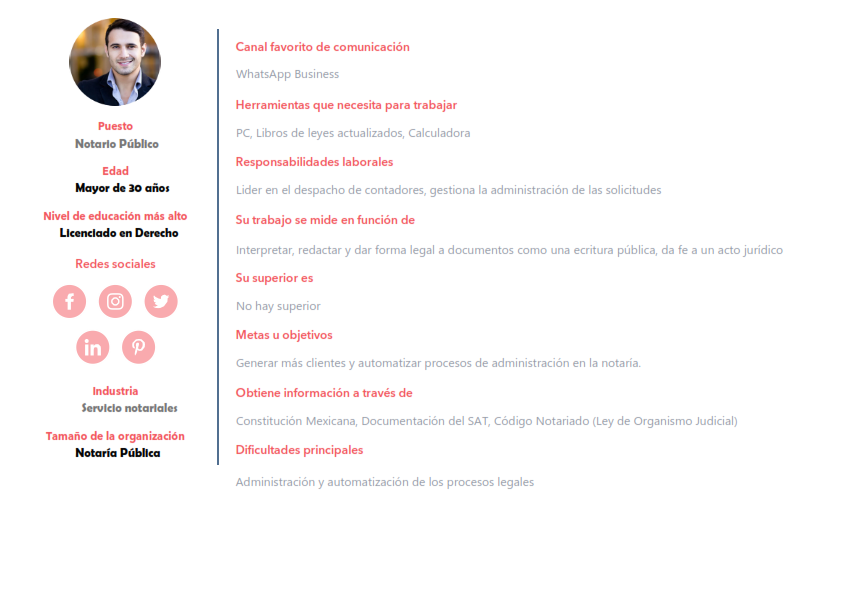 Puesto
Notario Público
Edad
Mayor de 30 años
Nivel de educación más alto
Licenciado en Derecho
Redes sociales
Industria
Servicio notariales
Tamaño de la organización
Notaría Pública
Canal favorito de comunicación
WhatsApp Business
Herramientas que necesita para trabajar
PC, Libros de leyes actualizados, Calculadora
Responsabilidades laborales
Lider en el despacho de contadores, gestiona la administración de las solicitudes
Su trabajo se mide en función de
Interpretar, redactar y dar forma legal a documentos como una ecritura pública, da fe a un acto jurídico
Su superior es
No hay superior
Metas u objetivos
Generar más clientes y automatizar procesos de administración en la notaría.
Obtiene información a través de
Constitución Mexicana, Documentación del SAT, Código Notariado (Ley de Organismo Judicial)
Dificultades principales
Administración y automatización de los procesos legales